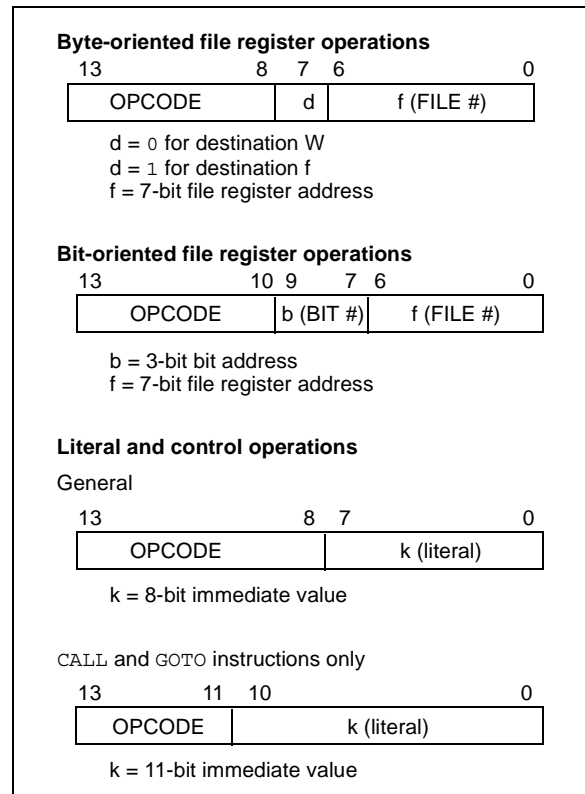 Byte-oriented file register operations
13 8 7 6 0
OPCODE d f (FILE #)
d = 0 for destination W
d = 1 for destination f
f = 7-bit file register address
Bit-oriented file register operations
13 10 9 7 6 0
OPCODE b (BIT #) f (FILE #)
b = 3-bit bit address
f = 7-bit file register address
Literal and control operations
General
13 8 7 0
OPCODE k (literal)
k = 8-bit immediate value
CALL and GOTO instructions only
13 11 10 0
OPCODE k (literal)
k = 11-bit immediate value